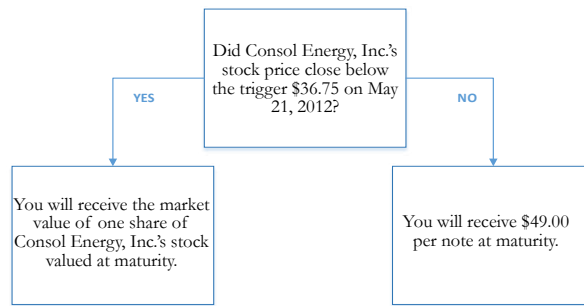 Did Consol Energy, Inc.'s
stock price close below
the trigger $36.75 on May
21, 2012?
YES
NO
You will receive the market
value of one share of
Consol Energy, Inc.'s stock
valued at maturity.
You will receive $49.00
per note at maturity.